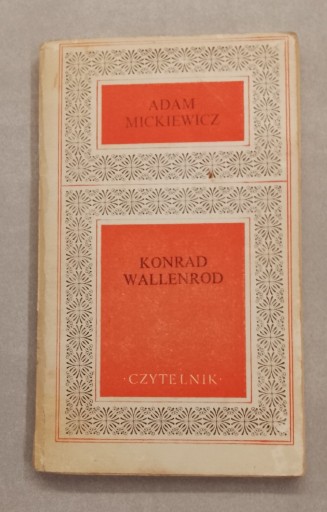 ADAM
MICKIEWICZ
KONRAD
WALLENROD
·CZYTELNIK·